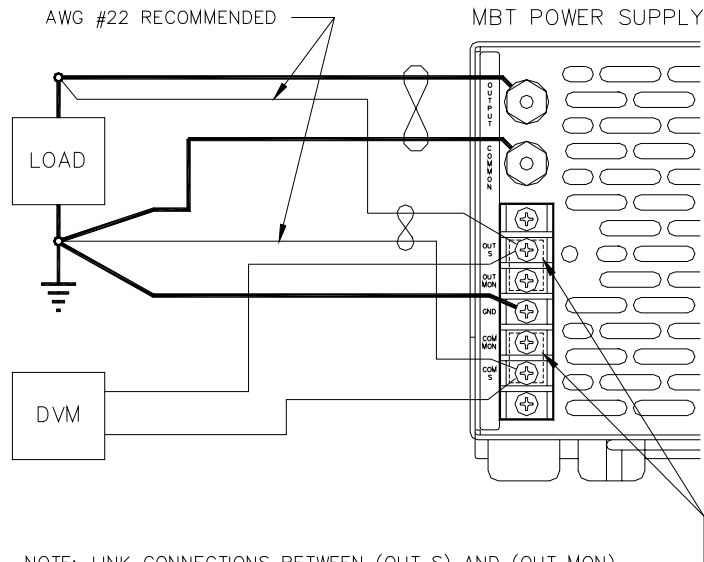 AWG #22 RECOMMENDED
MBT POWER SUPPLY
OUTPUT
COMMON
LOAD
OUT
S
OUT
MON
GND
COM
MON
COM
S
DVM
NOTE: LINK CONNECTIONS BETWEEN (OUT S) AND (OUT MON)